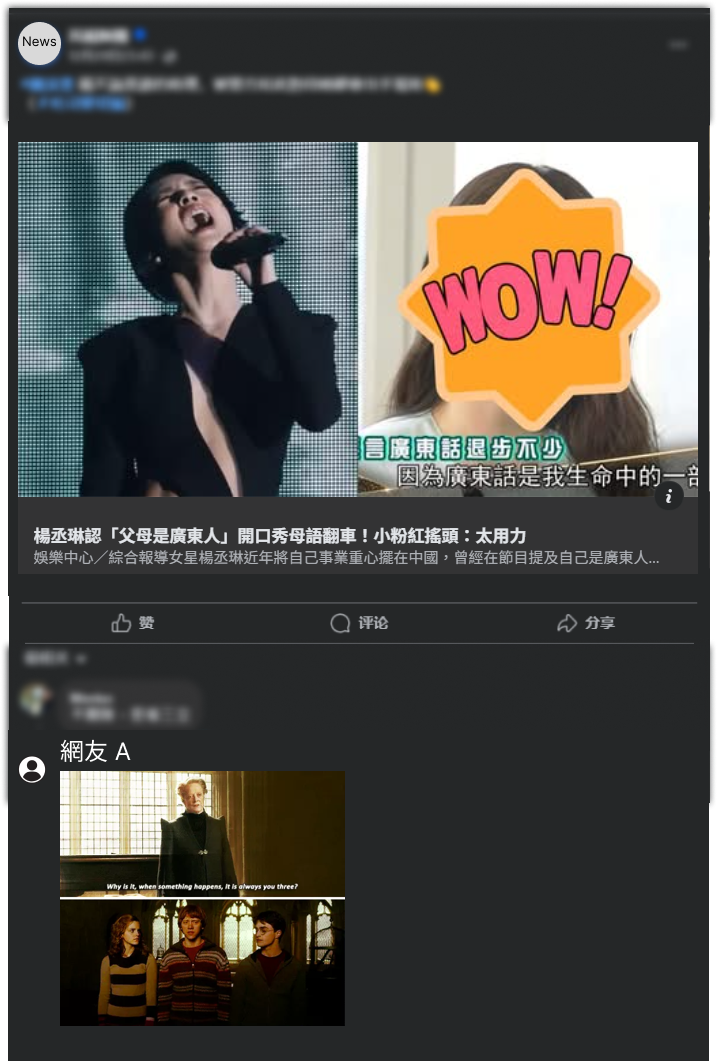 News
WOW!
言廣東話退步不少
因為廣東話是我生命中的一部
楊丞琳認「父母是廣東人」開口秀母語翻車！小粉紅搖頭：太用力
娛樂中心／綜合報導女星楊丞琳近年將自己事業重心擺在中國，曾經在節目提及自己是廣東人...
赞
评论
分享
網友 A
Why is it, when something happens, it is always you three?